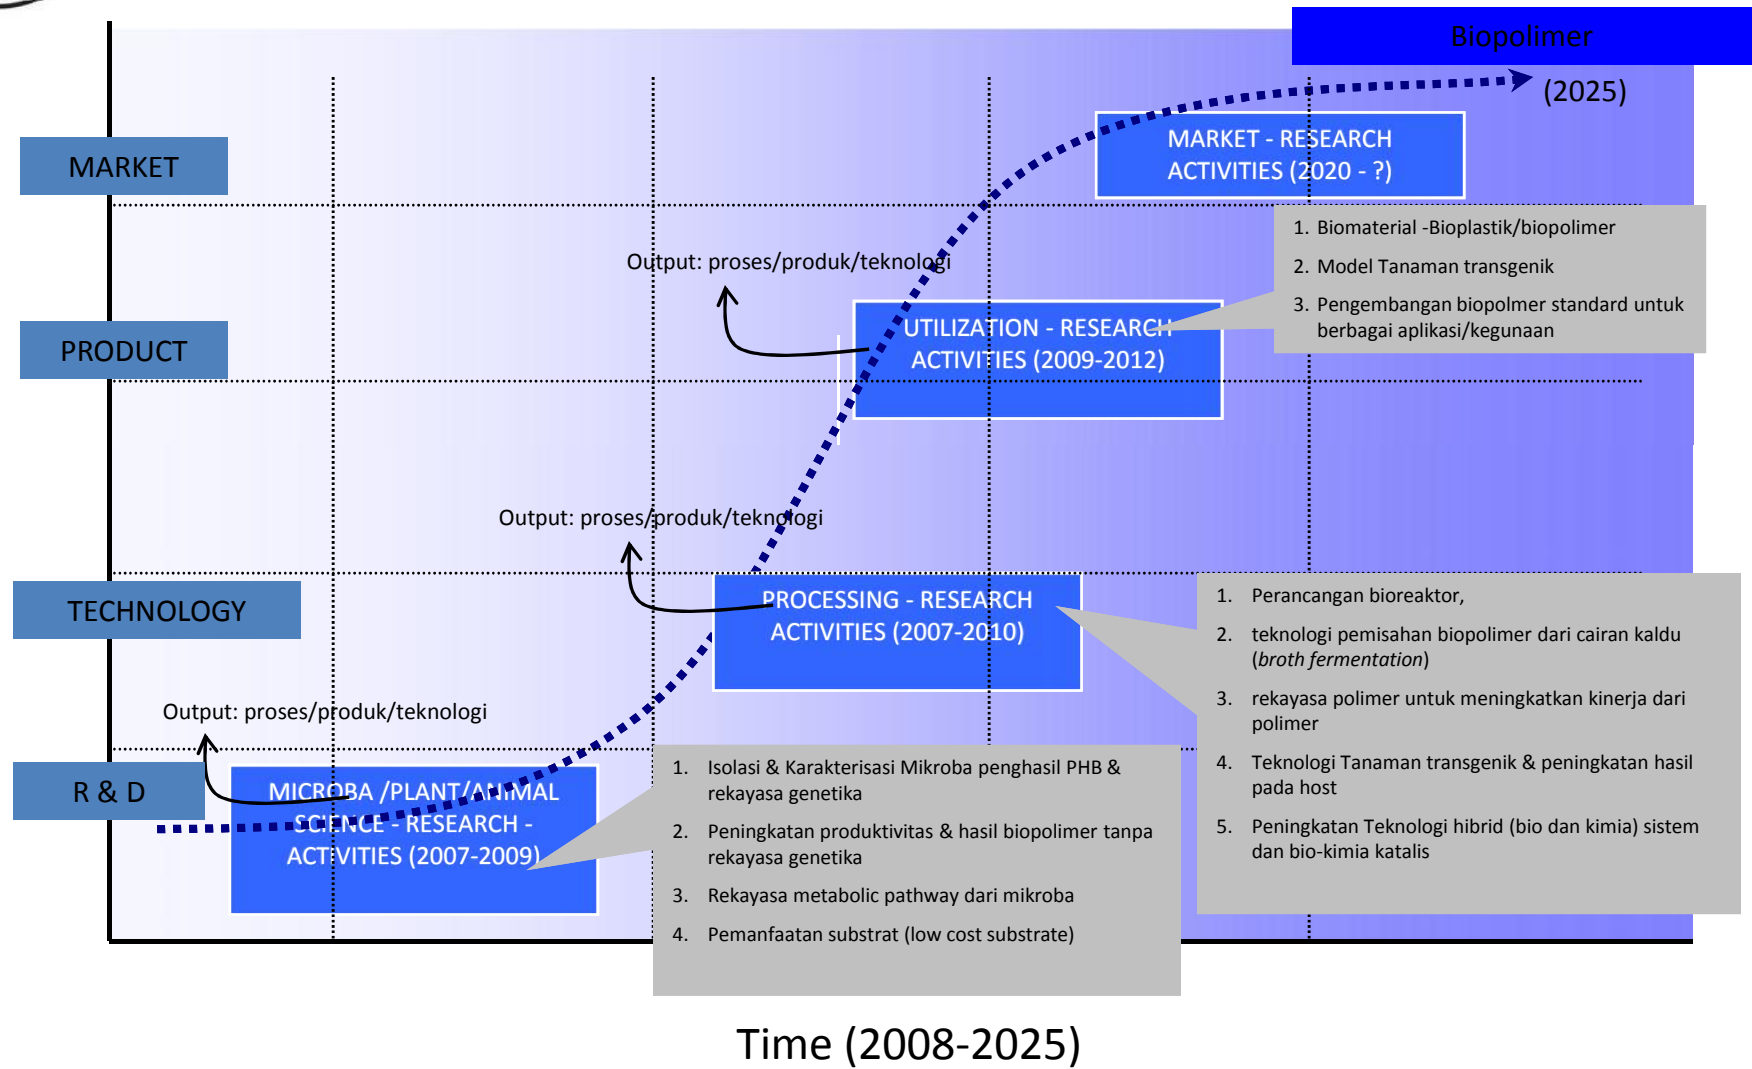 Biopolimer
(2025)
MARKET
MARKET - RESEARCH
ACTIVITIES (2020 - ?)
1. Biomaterial -Bioplastik/biopolimer
2. Model Tanaman transgenik
3. Pengembangan biopolmer standard untuk
berbagai aplikasi/kegunaan
Output: proses/produk/teknologi
PRODUCT
UTILIZATION - RESEARCH
ACTIVITIES (2009-2012)
Output: proses/produk/teknologi
TECHNOLOGY
PROCESSING - RESEARCH
ACTIVITIES (2007-2010)
1. Perancangan bioreaktor,
2. teknologi pemisahan biopolimer dari cairan kaldu
(broth fermentation)
3. rekayasa polimer untuk meningkatkan kinerja dari
polimer
4. Teknologi Tanaman transgenik & peningkatan hasil
pada host
5. Peningkatan Teknologi hibrid (bio dan kimia) sistem
dan bio-kimia katalis
Output: proses/produk/teknologi
R & D
MICROBA /PLANT/ANIMAL
SCIENCE - RESEARCH -
ACTIVITIES (2007-2009)
1. Isolasi & Karakterisasi Mikroba penghasil PHB &
rekayasa genetika
2. Peningkatan produktivitas & hasil biopolimer tanpa
rekayasa genetika
3. Rekayasa metabolic pathway dari mikroba
4. Pemanfaatan substrat (low cost substrate)
Time (2008-2025)